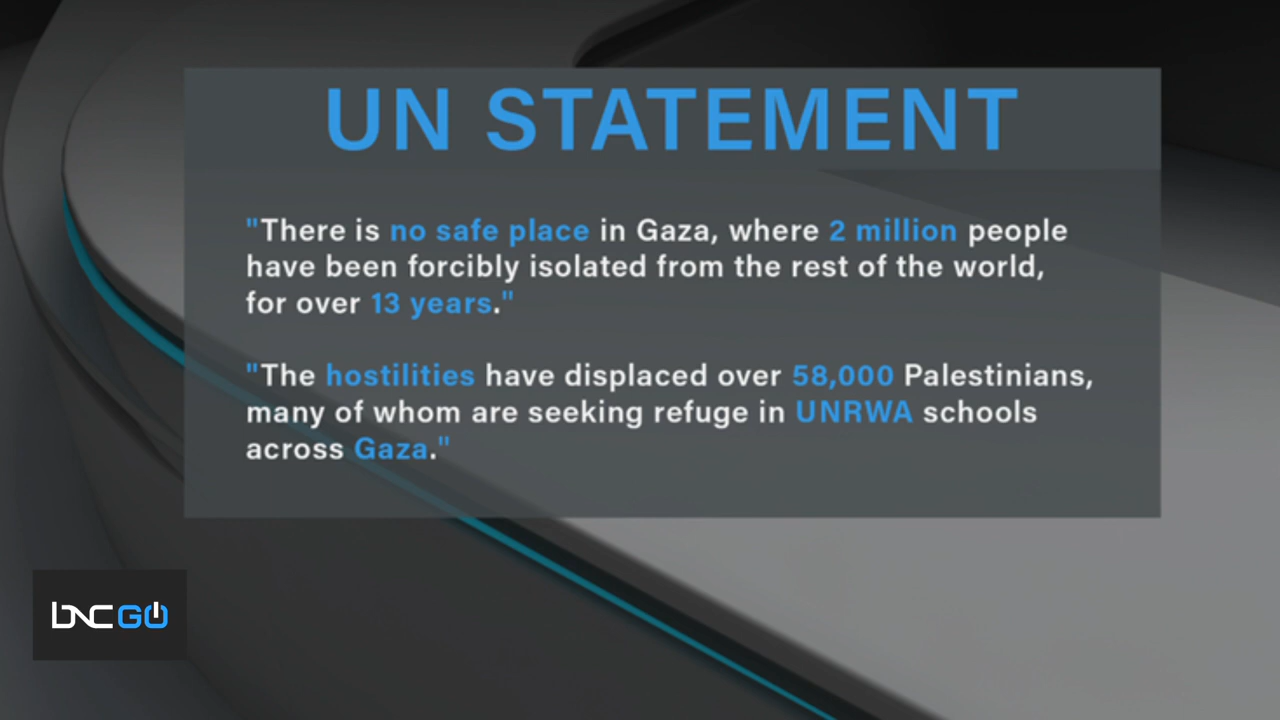 UN STATEMENT
"There is no safe place in Gaza, where 2 million people
have been forcibly isolated from the rest of the world,
for over 13 years."
"The hostilities have displaced over 58,000 Palestinians,
many of whom are seeking refuge in UNRWA schools
across Gaza."
bNC GO